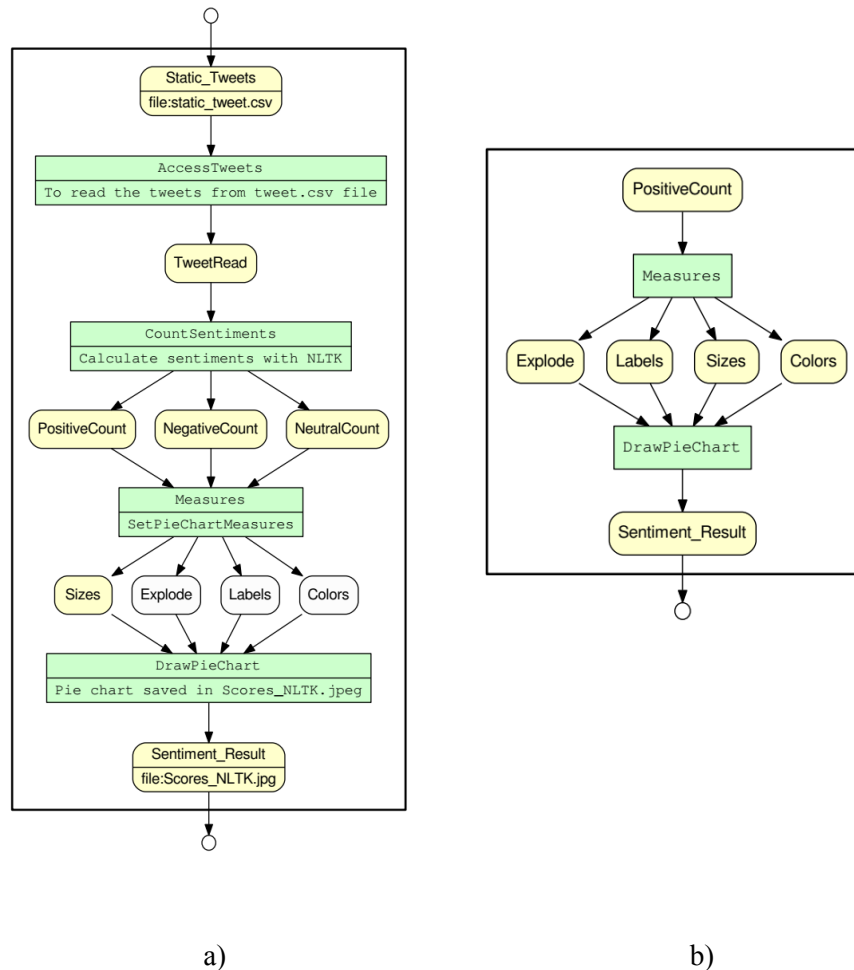 Static_Tweets
file:static_tweet.csv
AccessTweets
To read the tweets from tweet.csv file
TweetRead
CountSentiments
Calculate sentiments with NLTK
PositiveCount NegativeCount NeutralCount
Measures
SetPieChartMeasures
Sizes Explode Labels Colors
DrawPieChart
Pie chart saved in Scores_NLTK.jpeg
Sentiment_Result
file:Scores_NLTK.jpg
a)
PositiveCount
Measures
Explode Labels Sizes Colors
DrawPieChart
Sentiment_Result
b)